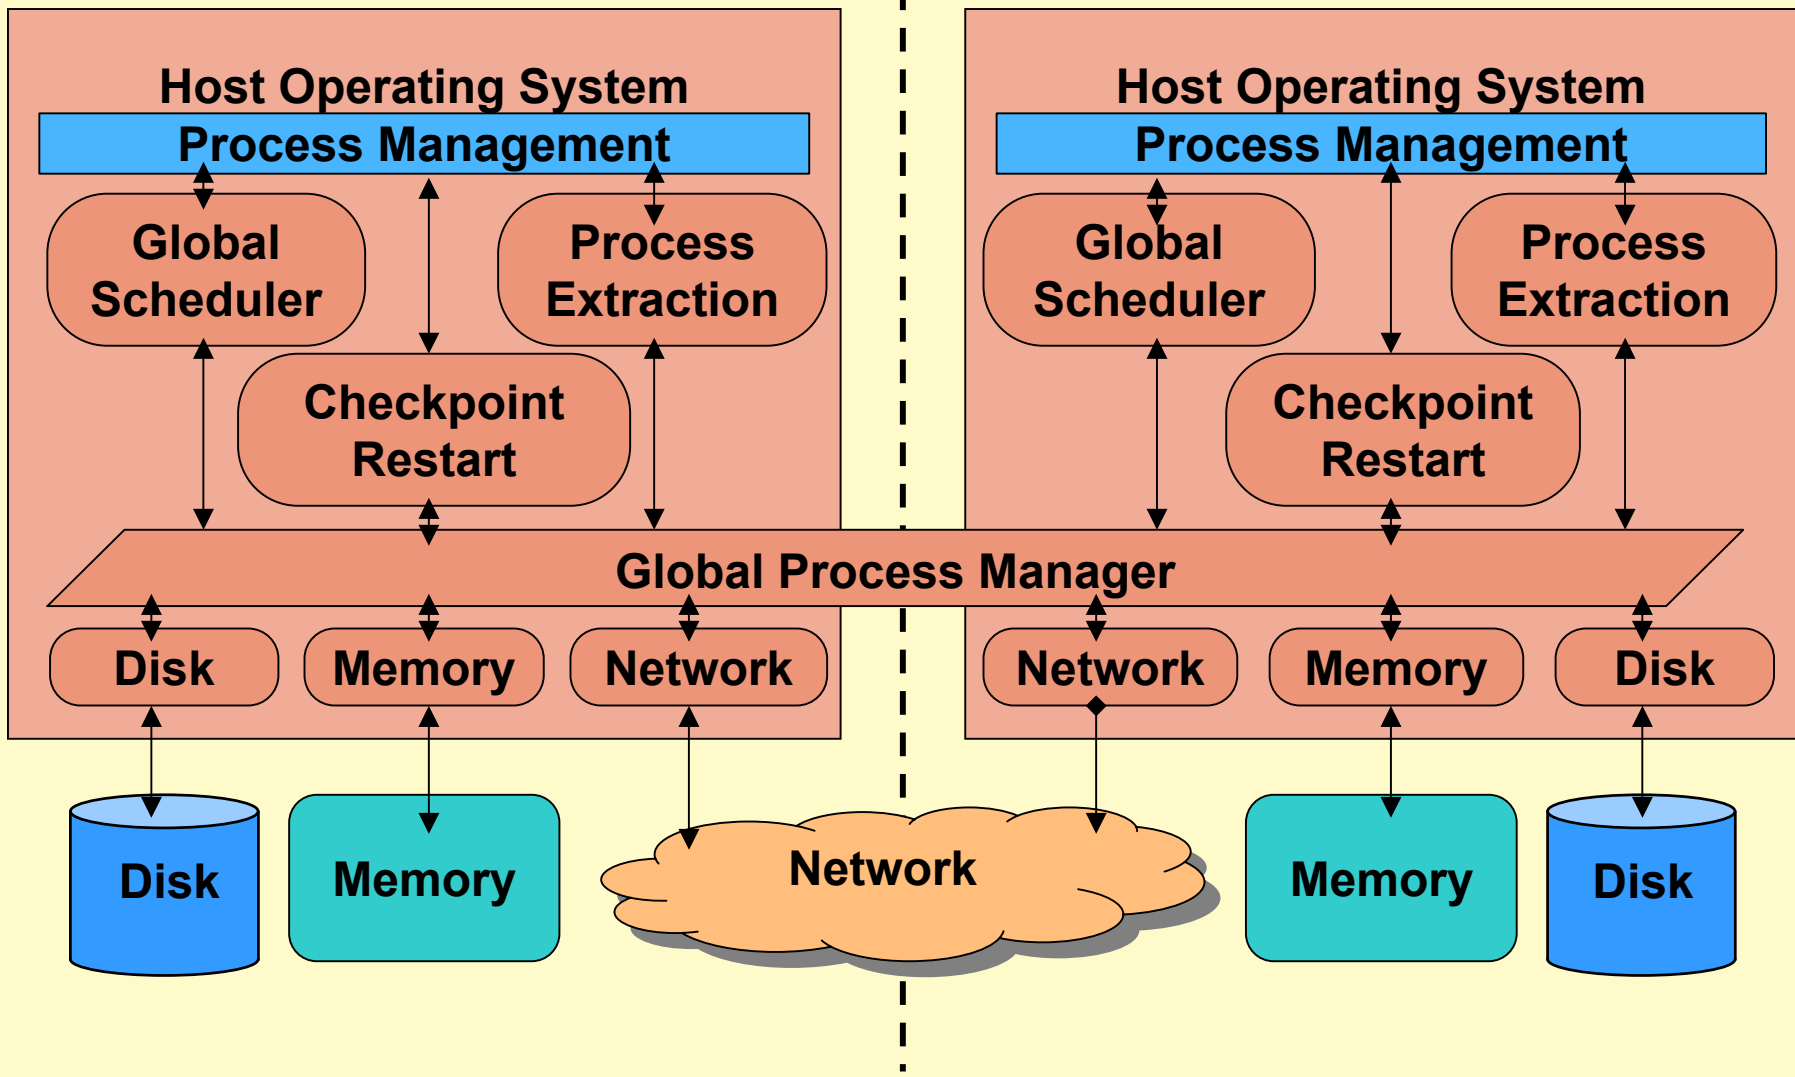 Host Operating System
Process Management
Global
Scheduler
Process
Extraction
Checkpoint
Restart
Host Operating System
Process Management
Global
Scheduler
Process
Extraction
Checkpoint
Restart
Global Process Manager
Disk
Memory
Network
Network
Memory
Disk
Disk
Memory
Network
Memory
Disk